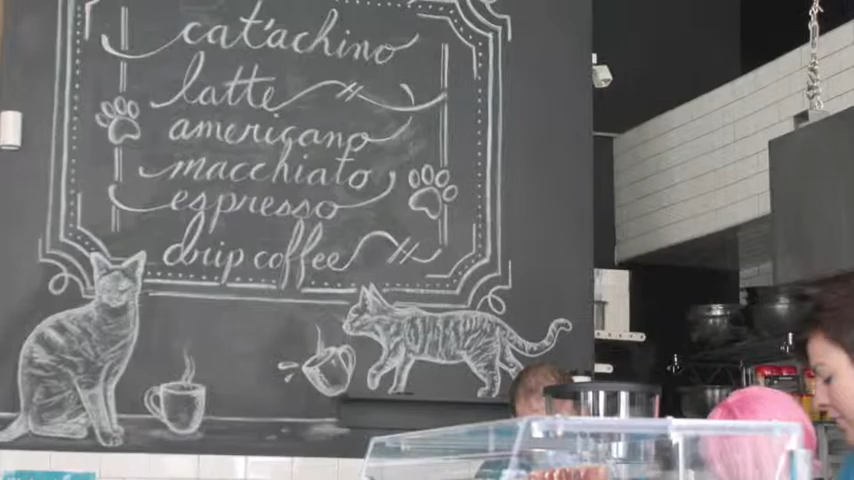 cat'achino
latte
americano
macchiato
espresso
drip coffee